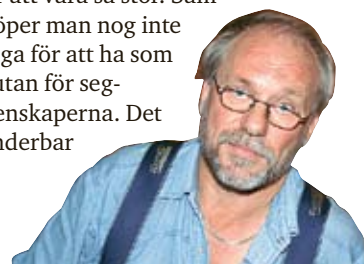 att vara så stor. Sam
öper man nog inte
ga för att ha som
utan för seg-
enskaperna. Det
nderbar